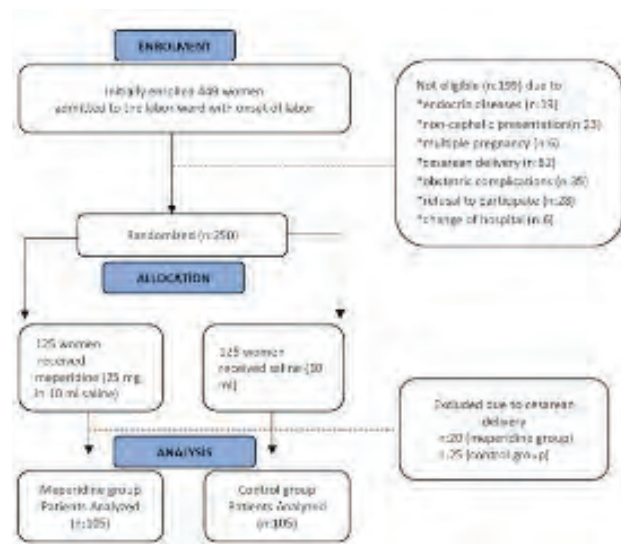 ENROLMENT
Initially enrolled 449 women
admitted to the labor ward with onset of labor
Not eligible (n:199) due to
*endocrin diseases (n:19)
*non-cephalic presentation(n:23)
*multiple pregnancy (n:6)
*cesarean delivery (n:82)
*obstetric complications (n:35)
*refusal to participate (n:28)
*change of hospital (n:6)
Randomized (n:250)
ALLOCATION
125 women
received
meperidine (25 mg
in 10 ml saline)
125 women
received saline (10
ml)
Excluded due to cesarean
delivery
n:20 (meperidine group)
(control group)
ANALYSIS
Meperidine group
Patients Analyzed
(n:105)
Control group
Patients Analyzed
(n:105)